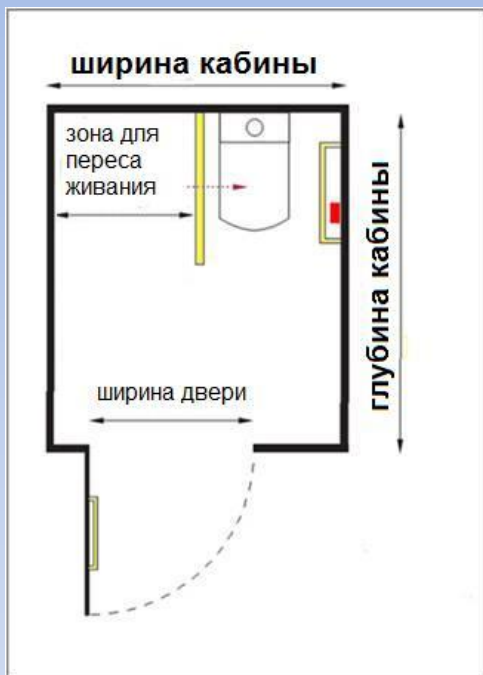 ширина кабины
зона для
переса
живания
глубина кабины
ширина двери